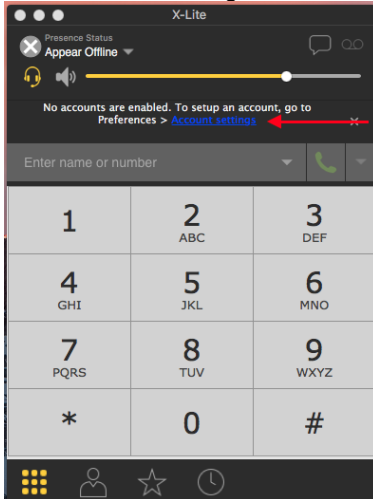 X-Lite
Presence Status
Appear Offline
No accounts are enabled. To setup an account, go to
Preferences > Account settings
Enter name or number
1
2
3
ABC
DEF
4
5
6
GHI
JKL
MNO
7
8
9
PQRS
TUV
WXYZ
*
0
#